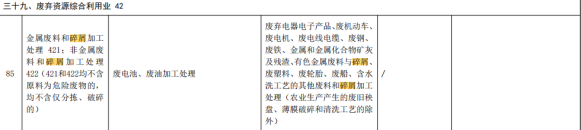 三十九、废弃资源综合利用业 42
85
金属废料和碎屑加工
处理 421；非金属废
料和碎屑加工处理
422（421和422均不含
原料为危险废物的，
均不含仅分拣、破碎
的）
废电池、废油加工处理
废弃电器电子产品、废机动车、
废电机、废电线电缆、废钢、
废铁、金属和金属化合物矿灰
及残渣、有色金属废料与碎屑、
废塑料、废轮胎、废船、含水
洗工艺的其他废料和碎屑加工
处理（农业生产产生的废旧秧
盘、薄膜破碎和清洗工艺的除
外）
/